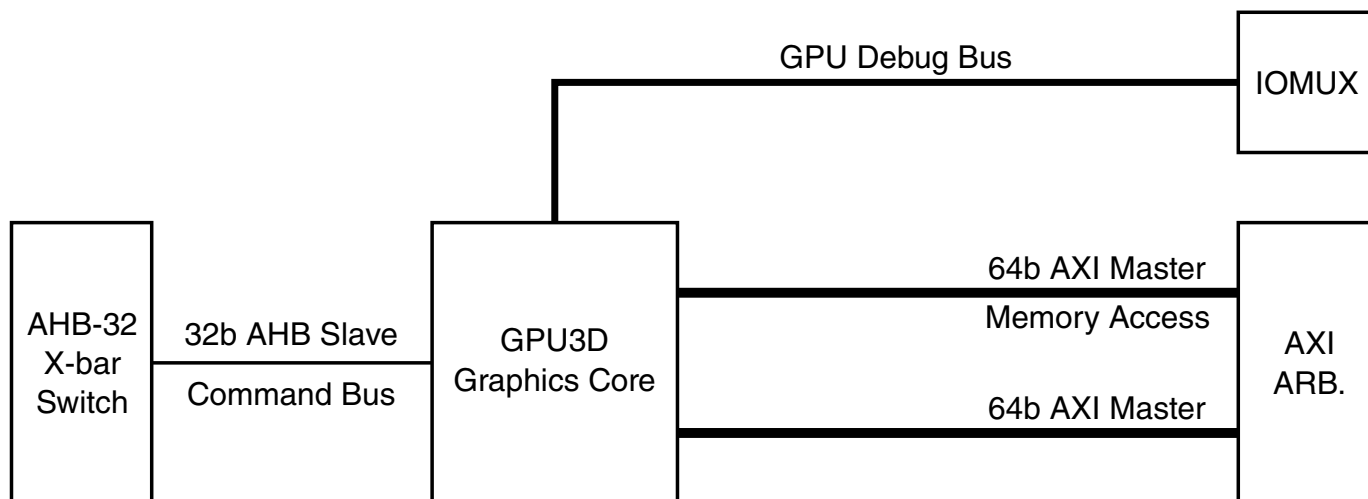 GPU Debug Bus
IOMUX
AHB-32
X-bar
Switch
32b AHB Slave
Command Bus
GPU3D
Graphics Core
64b AXI Master
Memory Access
64b AXI Master
AXI
ARB.